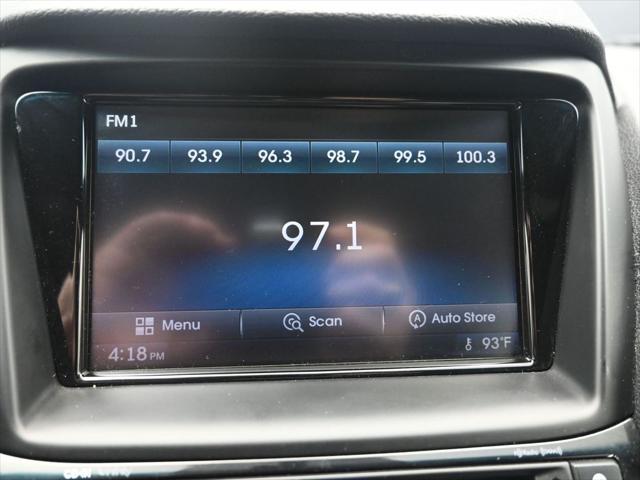 FM1
90.7 93.9 96.3 98.7 99.5 100.3
97.1
Menu Scan Auto Store
4:18 PM 93°F